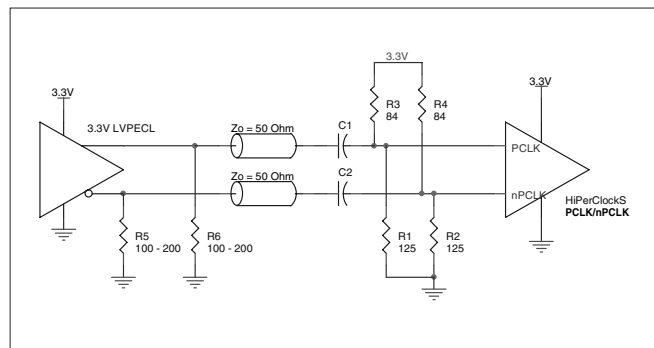 3.3V
3.3V
3.3V
3.3V LVPECL
Zo = 50 Ohm
C1
R3
84
R4
84
PCLK
Zo = 50 Ohm
C2
nPCLK
HiPerClockS
PCLK/nPCLK
R5
100 - 200
R6
100 - 200
R1
125
R2
125